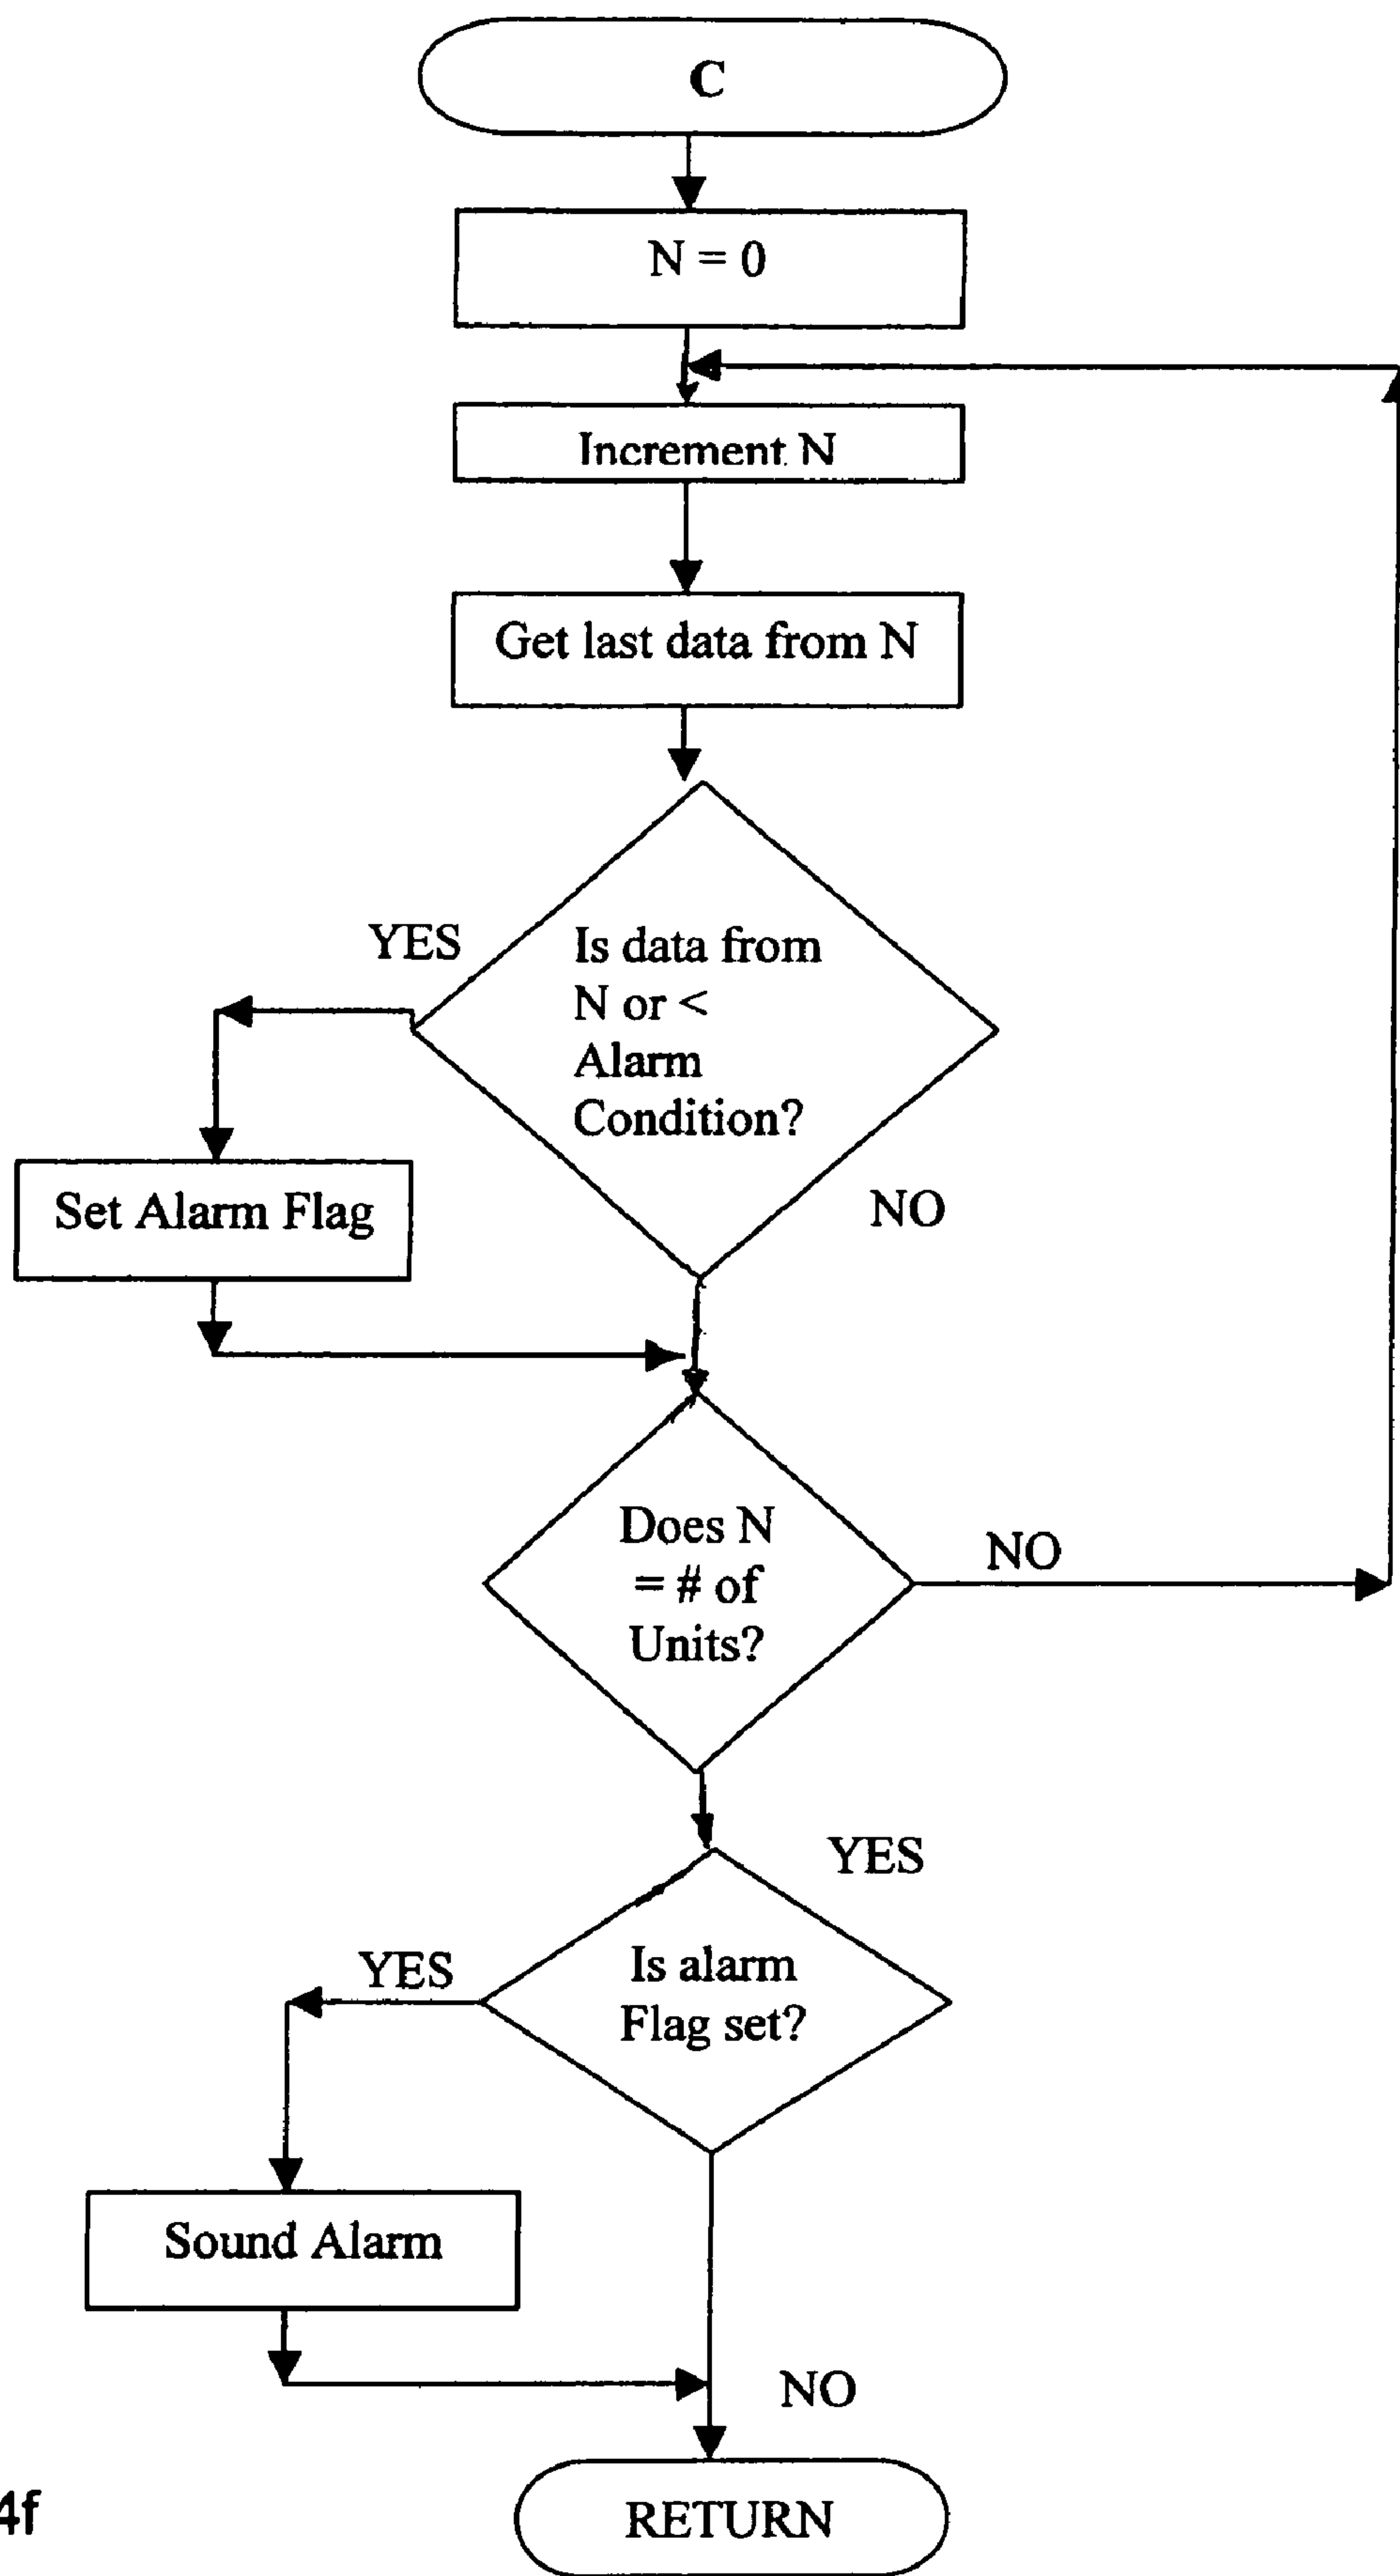 C
N = 0
Increment N
Get last data from N
YES
Is data from
N or <
Alarm
Condition?
NO
Set Alarm Flag
Does N
= # of
Units?
NO
YES
Is alarm
Flag set?
YES
Sound Alarm
NO
RETURN
4f